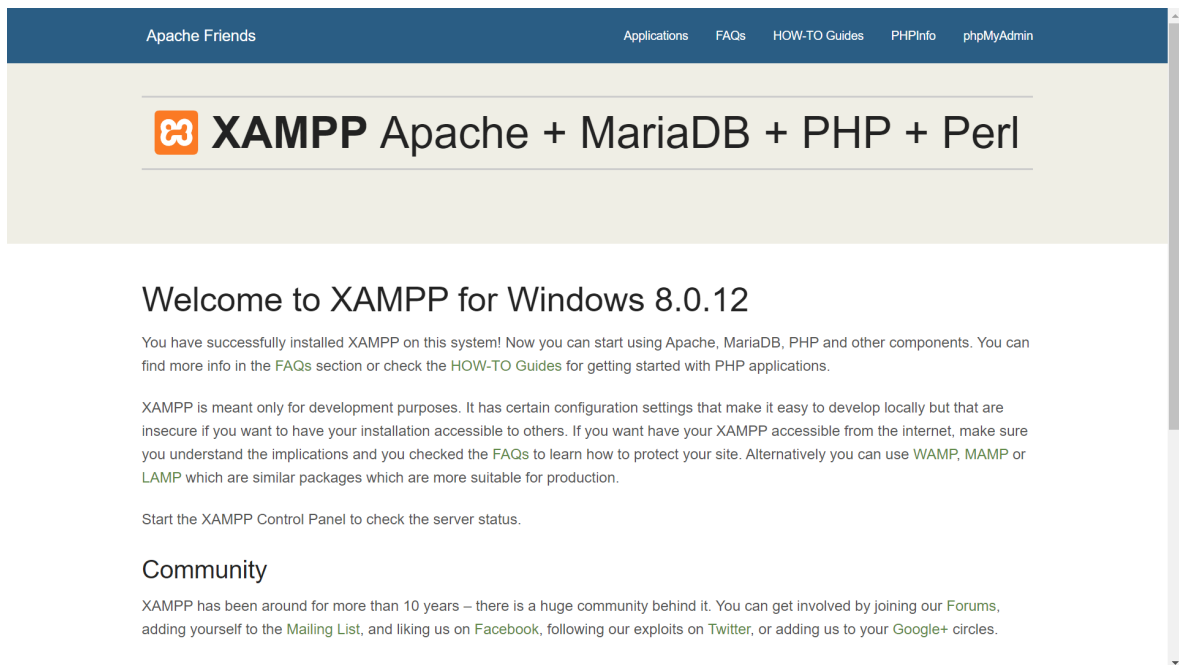 Apache Friends
Applications FAQs HOW-TO Guides PHPInfo phpMyAdmin
XAMPP Apache + MariaDB + PHP + Perl
Welcome to XAMPP for Windows 8.0.12
You have successfully installed XAMPP on this system! Now you can start using Apache, MariaDB, PHP and other components. You can
find more info in the FAQs section or check the HOW-TO Guides for getting started with PHP applications.
XAMPP is meant only for development purposes. It has certain configuration settings that make it easy to develop locally but that are
insecure if you want to have your installation accessible to others. If you want have your XAMPP accessible from the internet, make sure
you understand the implications and you checked the FAQs to learn how to protect your site. Alternatively you can use WAMP, MAMP or
LAMP which are similar packages which are more suitable for production.
Start the XAMPP Control Panel to check the server status.
Community
XAMPP has been around for more than 10 years – there is a huge community behind it. You can get involved by joining our Forums,
adding yourself to the Mailing List, and liking us on Facebook, following our exploits on Twitter, or adding us to your Google+ circles.